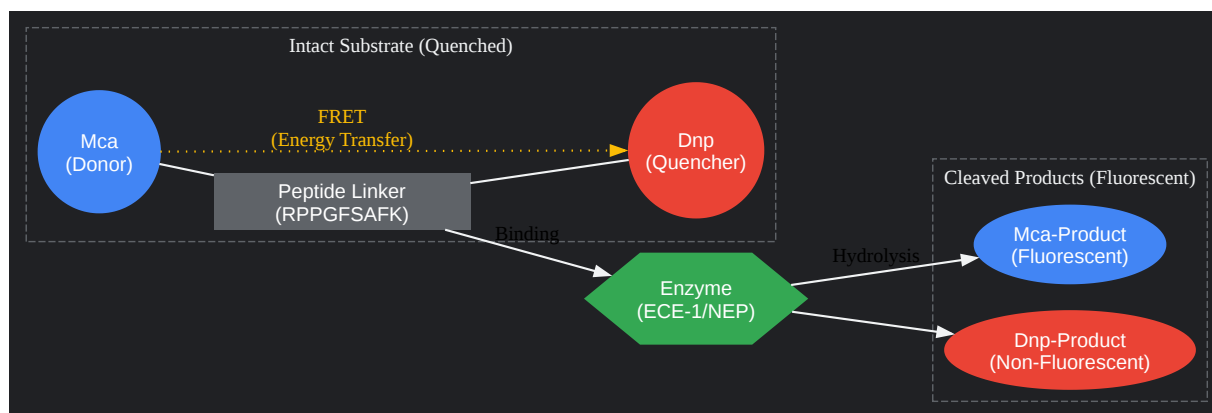 Intact Substrate (Quenched)
Mca
(Donor)
FRET
(Energy Transfer)
Dnp
(Quencher)
Peptide Linker
(RPPGFSAFK)
Binding
Enzyme
(ECE-1/NEP)
Hydrolysis
Cleaved Products (Fluorescent)
Mca-Product
(Fluorescent)
Dnp-Product
(Non-Fluorescent)